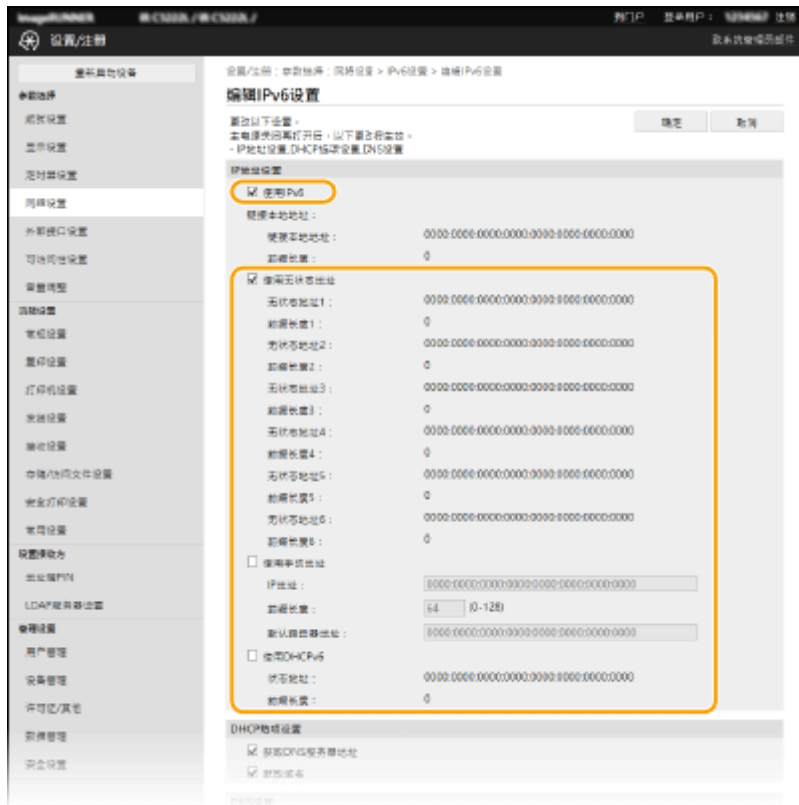 imageRUNNER
到门户 登录用户: 1234567 注销
设置/注册
致系统管理员邮件
重新启动设备
设置/注册: 参数选择: 网络设置 > IPv6设置 > 编辑IPv6设置
参数选择
编辑IPv6设置
纸张设置
更改以下设置。
确定 取消
主电源关闭再打开后,以下更改将生效。
显示设置
- IP地址设置,DHCP选项设置,DNS设置
定时器设置
IP地址设置
使用IPv6
网络设置
链接本地地址:
外部接口设置
链接本地地址: 0000:0000:0000:0000:0000:0000:0000:0000
可访问性设置
前缀长度: 0
音量调整
使用无状态地址
无状态地址1: 0000:0000:0000:0000:0000:0000:0000:0000
功能设置
前缀长度1: 0
常规设置
无状态地址2: 0000:0000:0000:0000:0000:0000:0000:0000
复印设置
前缀长度2: 0
打印机设置
无状态地址3: 0000:0000:0000:0000:0000:0000:0000:0000
前缀长度3: 0
发送设置
无状态地址4: 0000:0000:0000:0000:0000:0000:0000:0000
接收设置
前缀长度4: 0
存储/访问文件设置
无状态地址5: 0000:0000:0000:0000:0000:0000:0000:0000
前缀长度5: 0
安全打印设置
无状态地址6: 0000:0000:0000:0000:0000:0000:0000:0000
常用设置
前缀长度6: 0
设置接收方
使用手动地址
地址簿PIN
IP地址: 0000:0000:0000:0000:0000:0000:0000:0000
LDAP服务器设置
前缀长度: 64 (0-128)
管理设置
默认路由器地址: 0000:0000:0000:0000:0000:0000:0000:0000
用户管理
使用DHCPv6
设备管理
状态地址: 0000:0000:0000:0000:0000:0000:0000:0000
许可证/其他
前缀长度: 0
数据管理
DHCP选项设置
获取DNS服务器地址
安全设置
获取域名